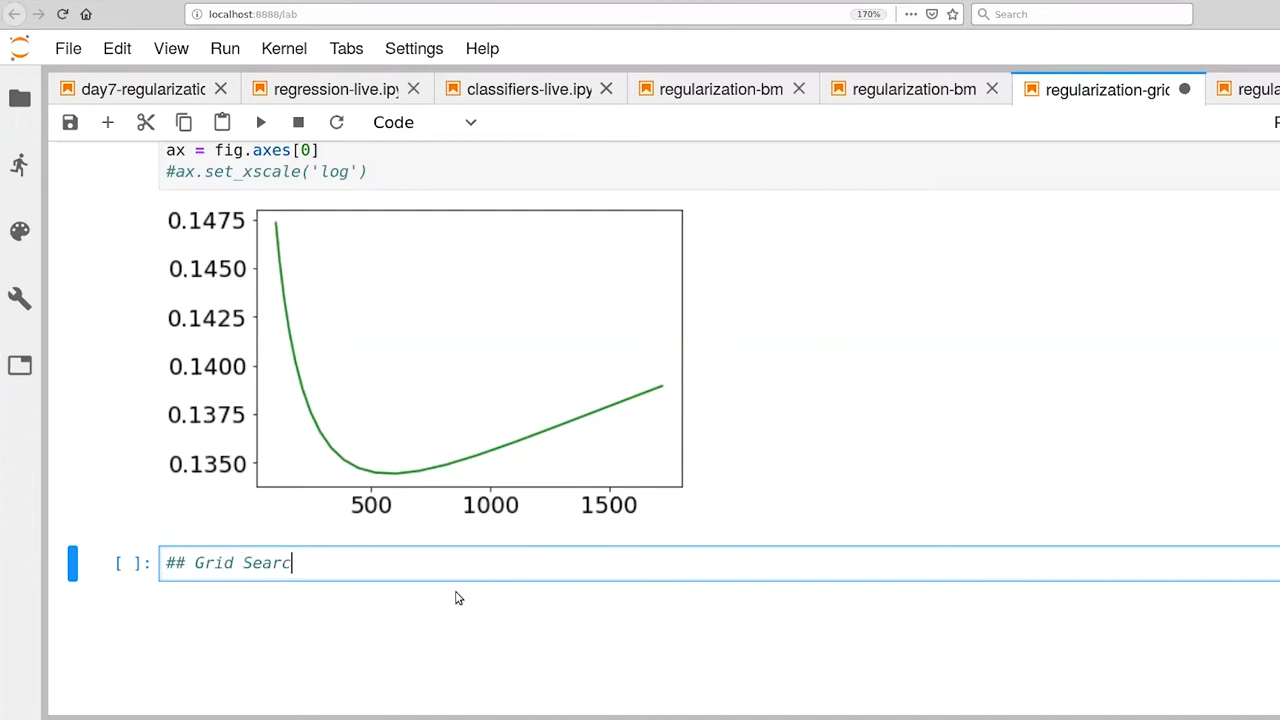 localhost:8888/lab
170%
Search
File Edit View Run Kernel Tabs Settings Help
day7-regularizatic
regression-live.ipy
classifiers-live.ipy
regularization-bm
regularization-bm
regularization-gric
regula
Code
ax = fig.axes[0]
#ax.set_xscale('log')
0.1475
0.1450
0.1425
0.1400
0.1375
0.1350
500 1000 1500
[ ]: ## Grid Searc